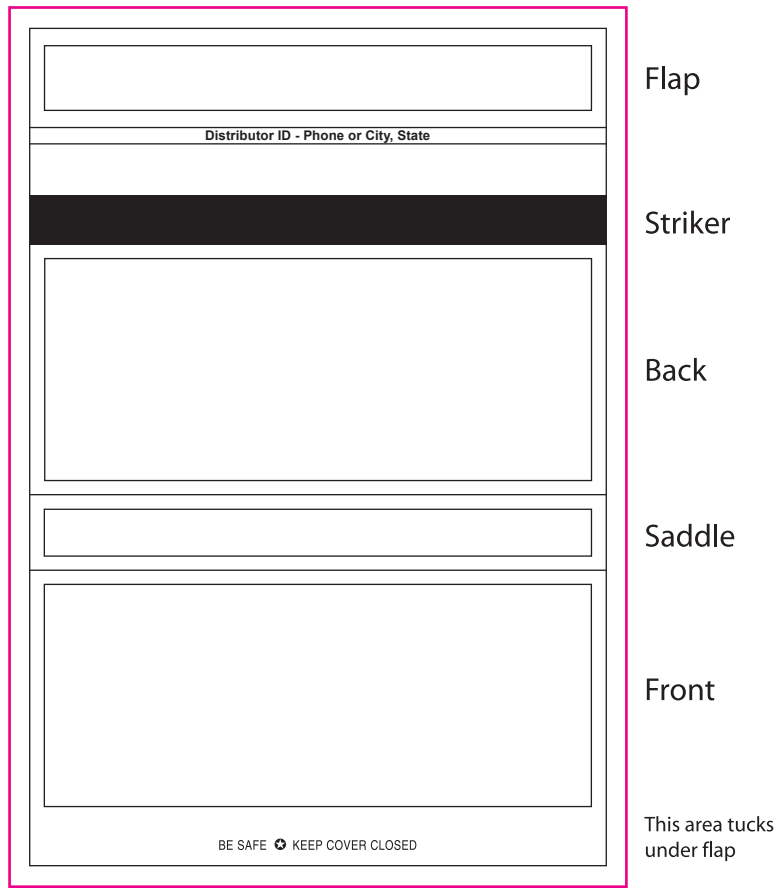 Flap
Distributor ID - Phone or City, State
Striker
Back
Saddle
Front
This area tucks
under flap
BE SAFE ✪ KEEP COVER CLOSED